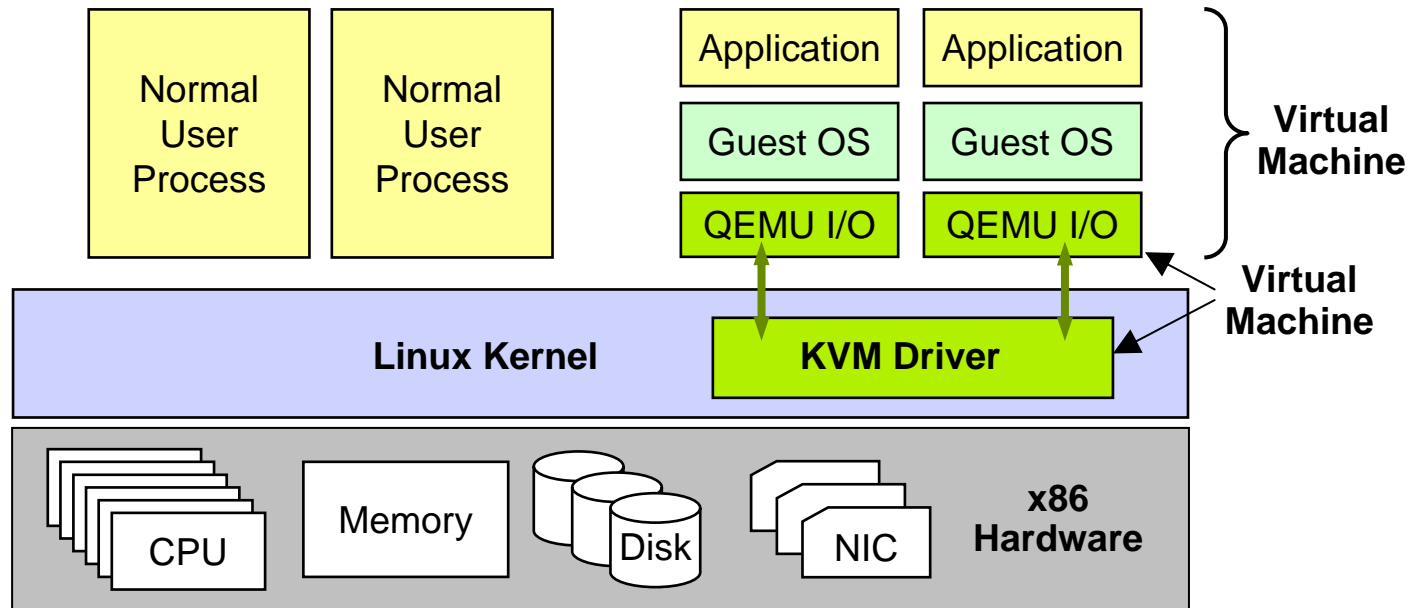 Normal
User
Process
Normal
User
Process
Application
Application
Guest OS
Guest OS
QEMU I/O
QEMU I/O
Virtual
Machine
Virtual
Machine
Linux Kernel
KVM Driver
CPU
Memory
Disk
NIC
x86
Hardware